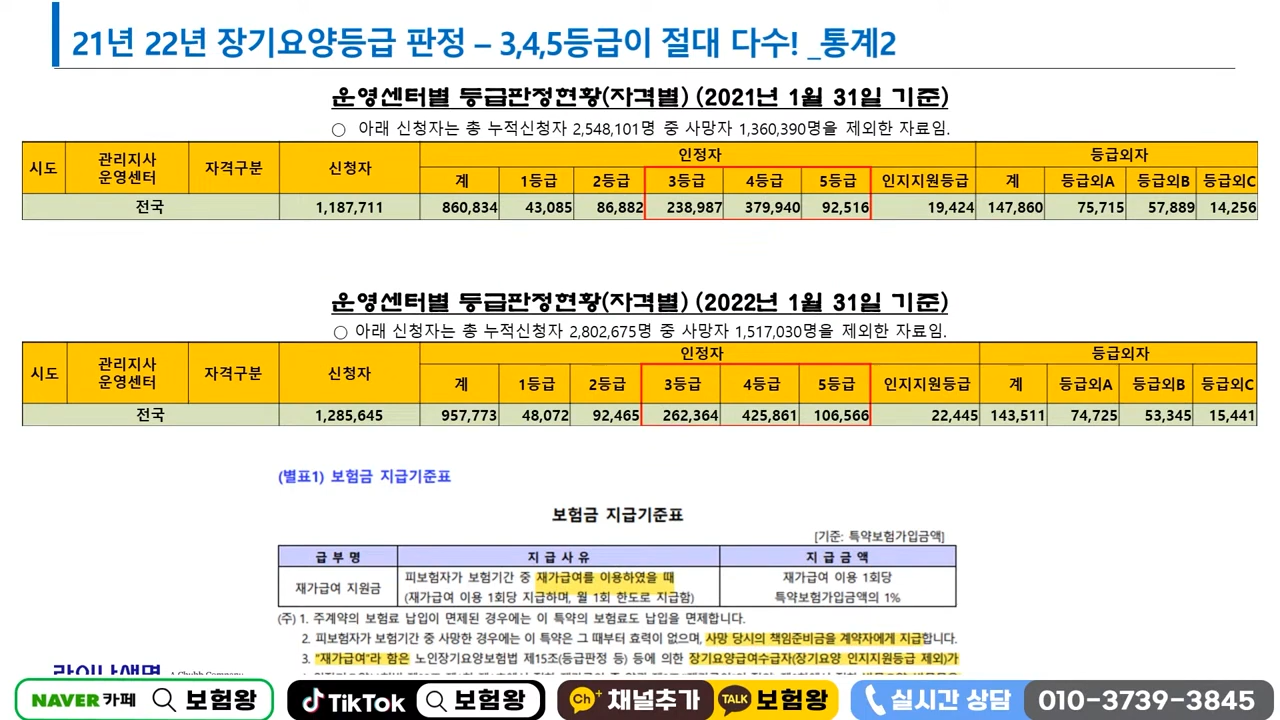 21년 22년 장기요양등급 판정 – 3,4,5등급이 절대 다수! _통계2
운영센터별 등급판정현황(자격별) (2021년 1월 31일 기준)
○ 아래 신청자는 총 누적신청자 2,548,101명 중 사망자 1,360,390명을 제외한 자료임.
시도 관리지사 운영센터 자격구분 신청자 인정자 등급외자
계 1등급 2등급 3등급 4등급 5등급 인지지원등급 계 등급외A 등급외B 등급외C
전국 1,187,711 860,834 43,085 86,882 238,987 379,940 92,516 19,424 147,860 75,715 57,889 14,256
운영센터별 등급판정현황(자격별) (2022년 1월 31일 기준)
○ 아래 신청자는 총 누적신청자 2,802,675명 중 사망자 1,517,030명을 제외한 자료임.
시도 관리지사 운영센터 자격구분 신청자 인정자 등급외자
계 1등급 2등급 3등급 4등급 5등급 인지지원등급 계 등급외A 등급외B 등급외C
전국 1,285,645 957,773 48,072 92,465 262,364 425,861 106,566 22,445 143,511 74,725 53,345 15,441
(별표1) 보험금 지급기준표
보험금 지급기준표
[기준: 특약보험가입금액]
급 부 명 지 급 사 유 지 급 금 액
재가급여 지원금 피보험자가 보험기간 중 재가급여를 이용하였을 때 재가급여 이용 1회당
(재가급여 이용 1회당 지급하며, 월 1회 한도로 지급함) 특약보험가입금액의 1%
(주) 1. 주계약의 보험료 납입이 면제된 경우에는 이 특약의 보험료도 납입을 면제합니다.
2. 피보험자가 보험기간 중 사망한 경우에는 이 특약은 그 때부터 효력이 없으며, 사망 당시의 책임준비금을 계약자에게 지급합니다.
3. "재가급여"라 함은 노인장기요양보험법 제15조(등급판정 등) 등에 의한 장기요양급여수급자(장기요양 인지지원등급 제외)가
NAVER 카페 보험왕 TikTok 보험왕 Ch+ 채널추가 TALK 보험왕 실시간 상담 010-3739-3845